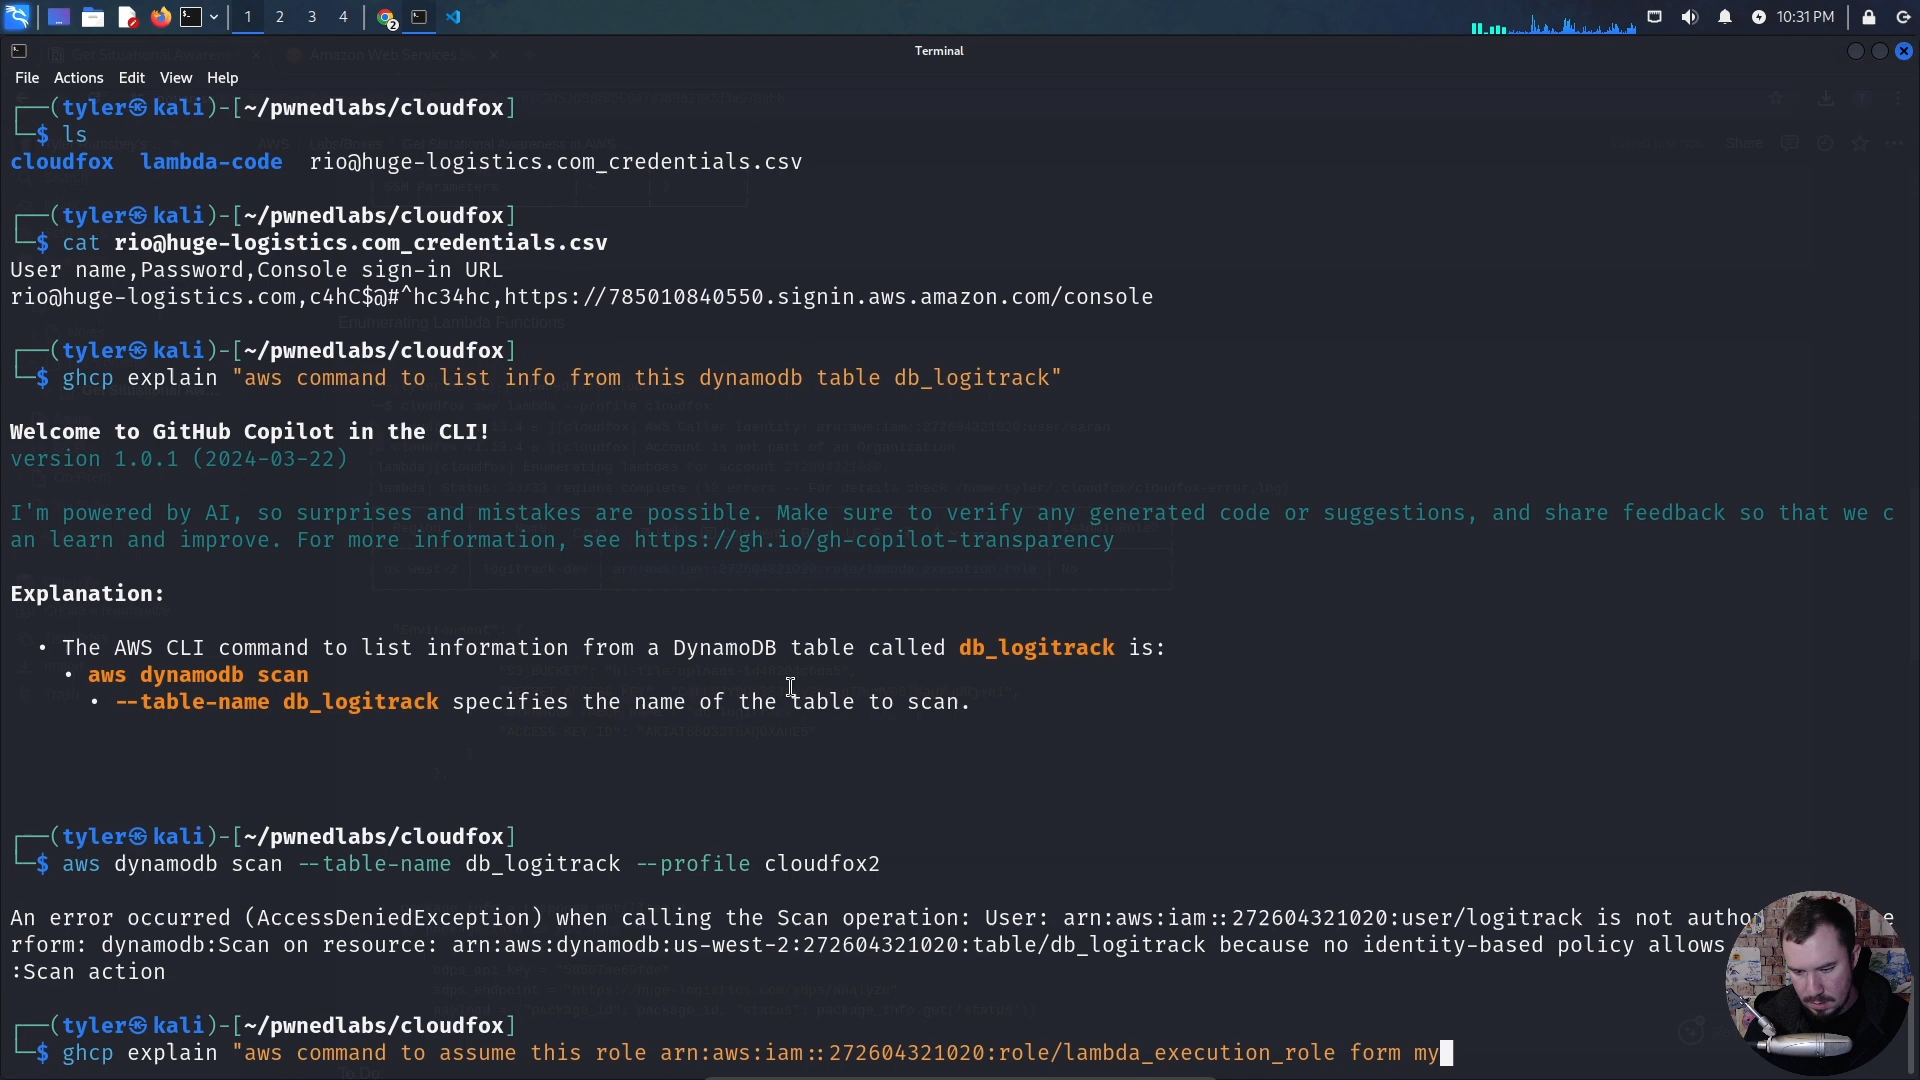 1 2 3 4 2 10:31 PM
Terminal
File Actions Edit View Help
┌──(tyler㉿kali)-[~/pwnedlabs/cloudfox]
└─$ ls
cloudfox lambda-code rio@huge-logistics.com_credentials.csv
┌──(tyler㉿kali)-[~/pwnedlabs/cloudfox]
└─$ cat rio@huge-logistics.com_credentials.csv
User name,Password,Console sign-in URL
rio@huge-logistics.com,c4hC$@#^hc34hc,https://785010840550.signin.aws.amazon.com/console
Enumerating Lambda Functions
┌──(tyler㉿kali)-[~/pwnedlabs/cloudfox]
└─$ ghcp explain "aws command to list info from this dynamodb table db_logitrack"
Welcome to GitHub Copilot in the CLI!
version 1.0.1 (2024-03-22)
I'm powered by AI, so surprises and mistakes are possible. Make sure to verify any generated code or suggestions, and share feedback so that we c
an learn and improve. For more information, see https://gh.io/gh-copilot-transparency
Explanation:
• The AWS CLI command to list information from a DynamoDB table called db_logitrack is:
• aws dynamodb scan
• --table-name db_logitrack specifies the name of the table to scan.
┌──(tyler㉿kali)-[~/pwnedlabs/cloudfox]
└─$ aws dynamodb scan --table-name db_logitrack --profile cloudfox2
An error occurred (AccessDeniedException) when calling the Scan operation: User: arn:aws:iam::272604321020:user/logitrack is not autho e
rform: dynamodb:Scan on resource: arn:aws:dynamodb:us-west-2:272604321020:table/db_logitrack because no identity-based policy allows
:Scan action
┌──(tyler㉿kali)-[~/pwnedlabs/cloudfox]
└─$ ghcp explain "aws command to assume this role arn:aws:iam::272604321020:role/lambda_execution_role form my
To Do: